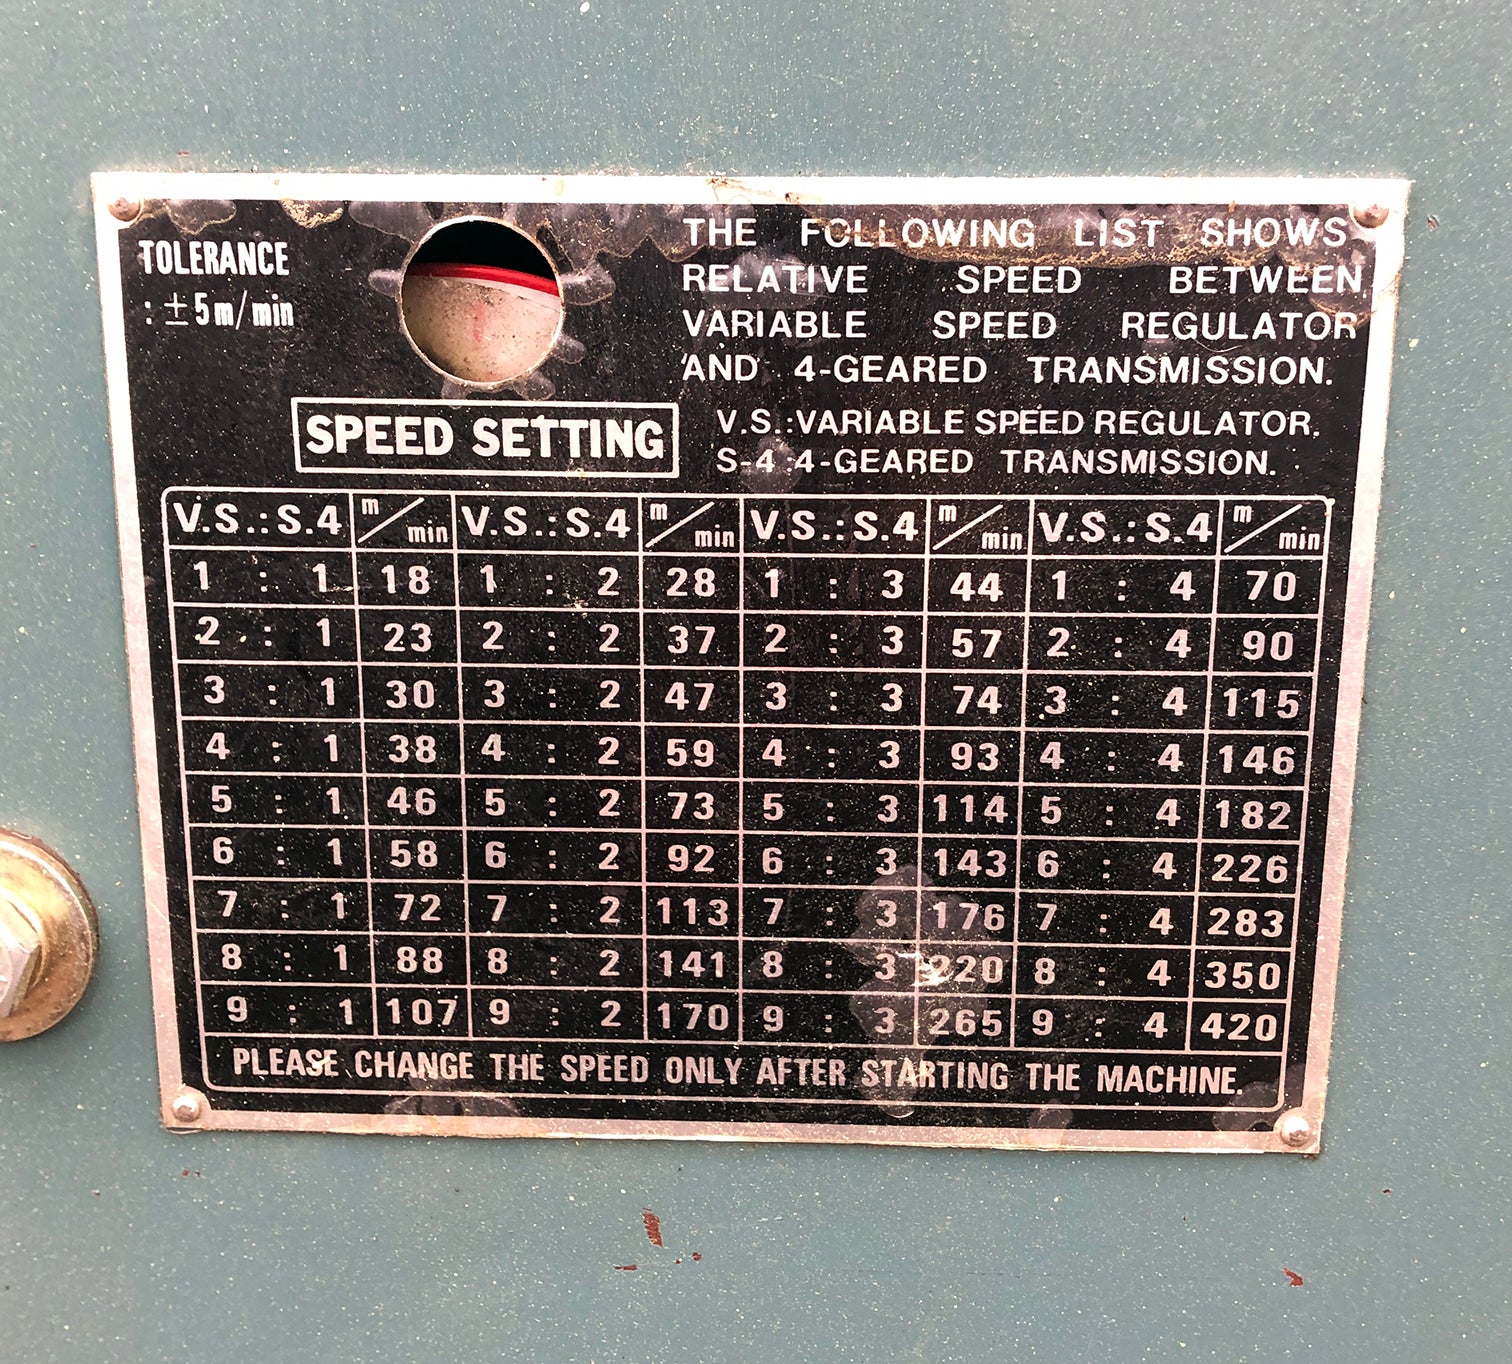 TOLERANCE
: ±5 m/min
THE FOLLOWING LIST SHOWS
RELATIVE SPEED BETWEEN
VARIABLE SPEED REGULATOR
AND 4-GEARED TRANSMISSION.
SPEED SETTING
V.S.:VARIABLE SPEED REGULATOR.
S-4 :4-GEARED TRANSMISSION.
V.S.:S.4 m/min V.S.:S.4 m/min V.S.:S.4 m/min V.S.:S.4 m/min
1 : 1 18 1 : 2 28 1 : 3 44 1 : 4 70
2 : 1 23 2 : 2 37 2 : 3 57 2 : 4 90
3 : 1 30 3 : 2 47 3 : 3 74 3 : 4 115
4 : 1 38 4 : 2 59 4 : 3 93 4 : 4 146
5 : 1 46 5 : 2 73 5 : 3 114 5 : 4 182
6 : 1 58 6 : 2 92 6 : 3 143 6 : 4 226
7 : 1 72 7 : 2 113 7 : 3 176 7 : 4 283
8 : 1 88 8 : 2 141 8 : 3 220 8 : 4 350
9 : 1 107 9 : 2 170 9 : 3 265 9 : 4 420
PLEASE CHANGE THE SPEED ONLY AFTER STARTING THE MACHINE.